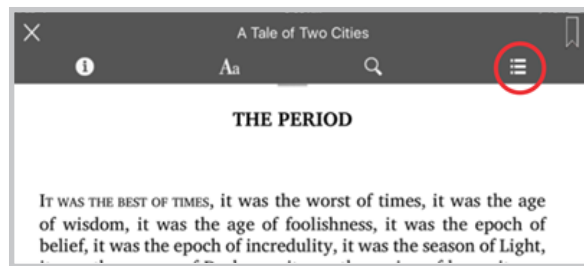 A Tale of Two Cities
Aa
THE PERIOD
IT WAS THE BEST OF TIMES, it was the worst of times, it was the age
of wisdom, it was the age of foolishness, it was the epoch of
belief, it was the epoch of incredulity, it was the season of Light,